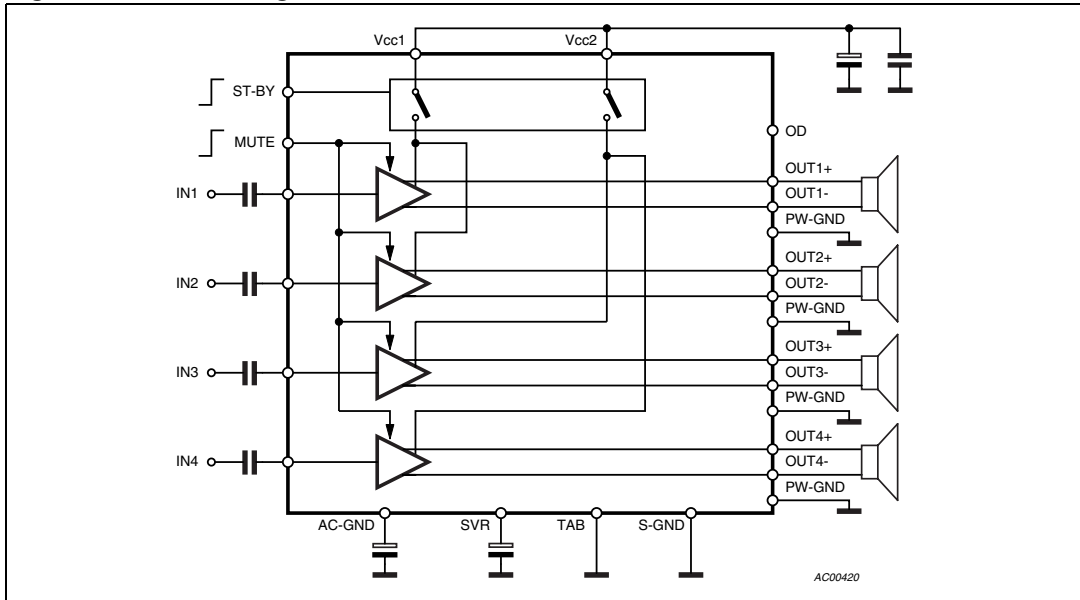 Vcc1
Vcc2
ST-BY
OD
MUTE
OUT1+
IN1
OUT1-
PW-GND
OUT2+
IN2
OUT2-
PW-GND
OUT3+
IN3
OUT3-
PW-GND
OUT4+
IN4
OUT4-
PW-GND
AC-GND
SVR
TAB
S-GND
AC00420